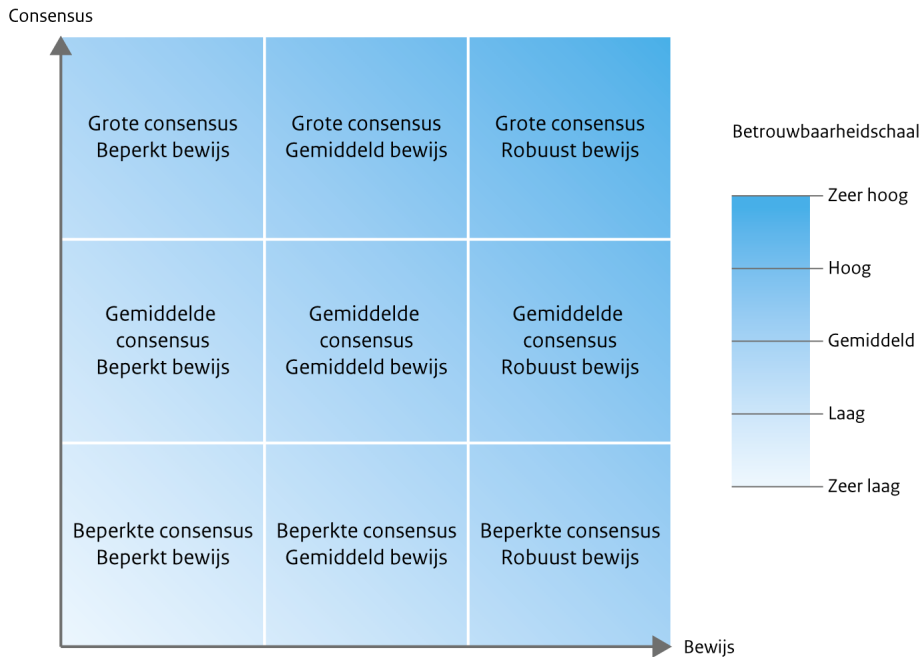 Consensus
Grote consensus
Beperkt bewijs
Grote consensus
Gemiddeld bewijs
Grote consensus
Robuust bewijs
Gemiddelde
consensus
Beperkt bewijs
Gemiddelde
consensus
Gemiddeld bewijs
Gemiddelde
consensus
Robuust bewijs
Beperkte consensus
Beperkt bewijs
Beperkte consensus
Gemiddeld bewijs
Beperkte consensus
Robuust bewijs
Bewijs
Betrouwbaarheidschaal
Zeer hoog
Hoog
Gemiddeld
Laag
Zeer laag